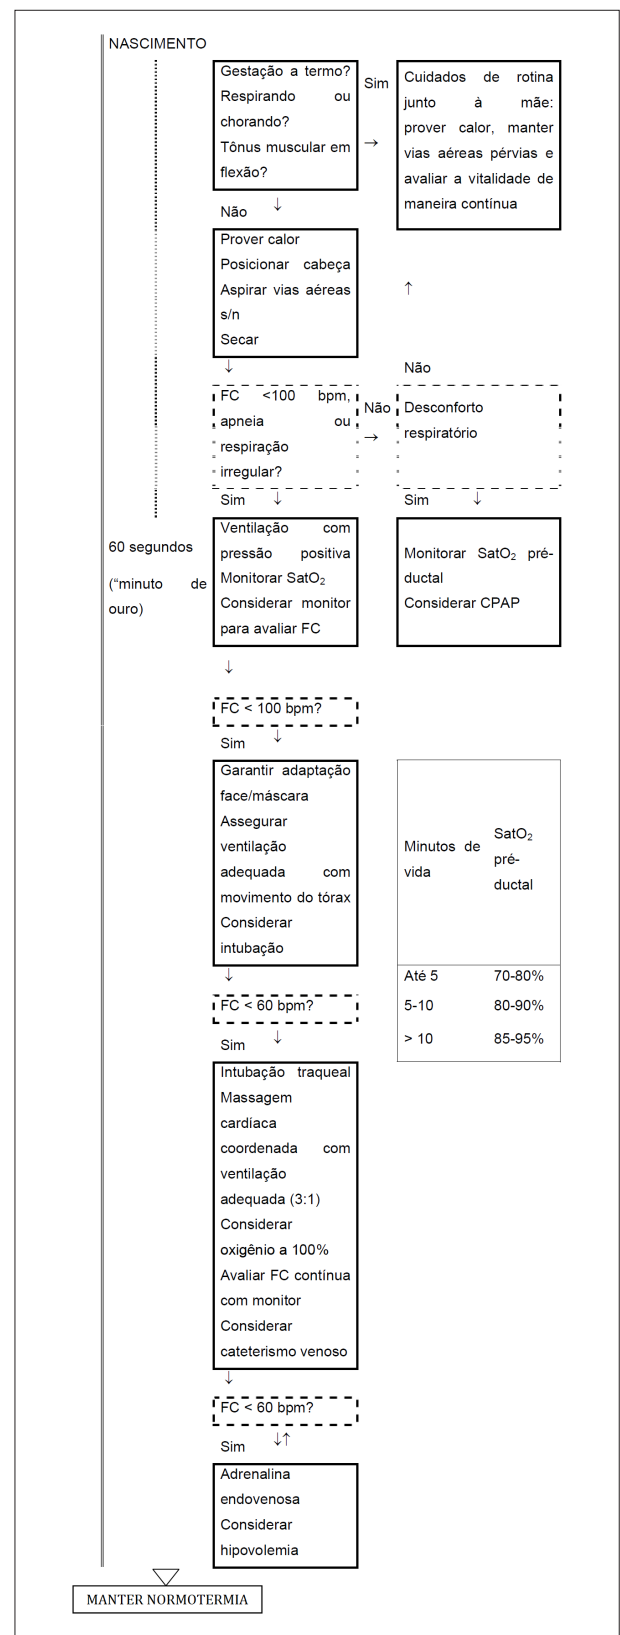 NASCIMENTO
Gestação a termo?
Respirando ou
chorando?
Tônus muscular em
flexão?
Sim
→
Cuidados de rotina
junto à mãe:
prover calor, manter
vias aéreas pérvias e
avaliar a vitalidade de
maneira contínua
Não ↓
Prover calor
Posicionar cabeça
Aspirar vias aéreas
s/n
Secar
↑
↓
Não
FC <100 bpm,
apneia ou
respiração
irregular?
Não
→
Desconforto
respiratório
Sim ↓
Sim ↓
60 segundos
(“minuto de
ouro)
Ventilação com
pressão positiva
Monitorar SatO₂
Considerar monitor
para avaliar FC
Monitorar SatO₂ pré-
ductal
Considerar CPAP
↓
FC < 100 bpm?
Sim ↓
Garantir adaptação
face/máscara
Assegurar
ventilação
adequada com
movimento do tórax
Considerar
intubação
Minutos de
vida
SatO₂
pré-
ductal
Até 5 70-80%
5-10 80-90%
> 10 85-95%
↓
FC < 60 bpm?
Sim ↓
Intubação traqueal
Massagem
cardíaca
coordenada com
ventilação
adequada (3:1)
Considerar
oxigênio a 100%
Avaliar FC contínua
com monitor
Considerar
cateterismo venoso
↓
FC < 60 bpm?
Sim ↓↑
Adrenalina
endovenosa
Considerar
hipovolemia
MANTER NORMOTERMIA